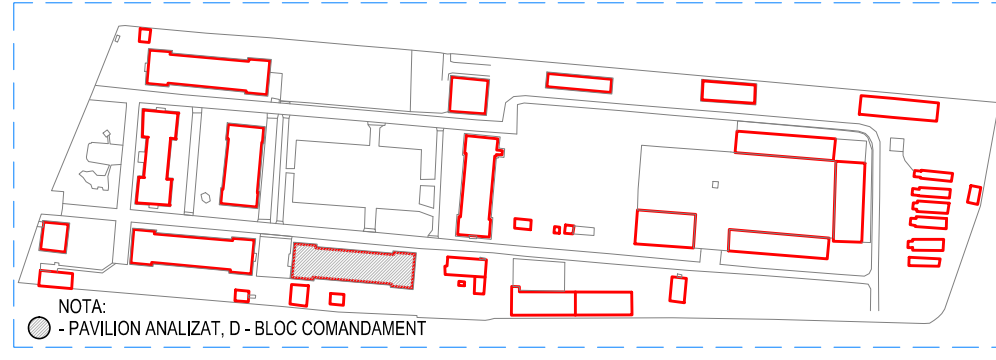 NOTA:
- PAVILION ANALIZAT, D - BLOC COMANDAMENT